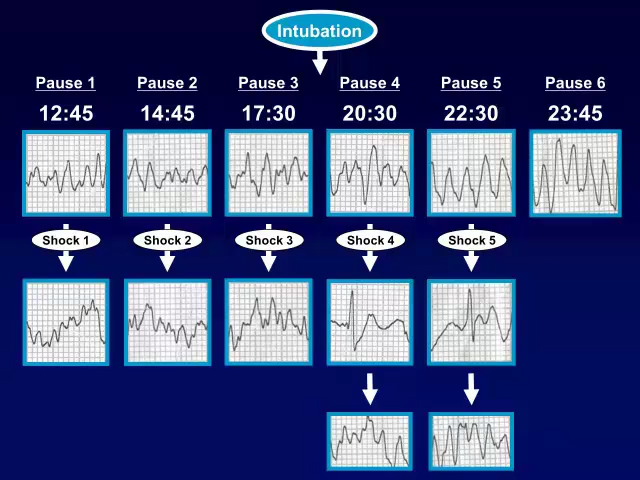 Intubation
Pause 1 Pause 2 Pause 3 Pause 4 Pause 5 Pause 6
12:45 14:45 17:30 20:30 22:30 23:45
Shock 1 Shock 2 Shock 3 Shock 4 Shock 5